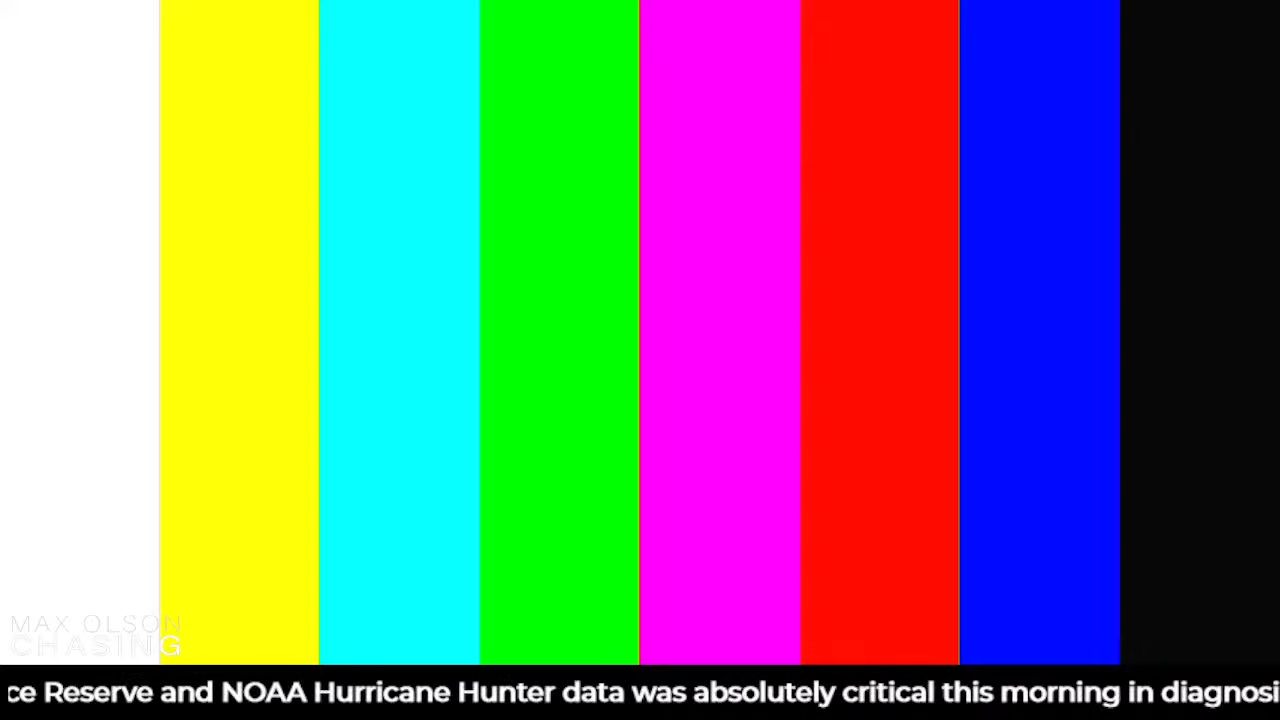 MAX OLSON
CHASING
ce Reserve and NOAA Hurricane Hunter data was absolutely critical this morning in diagnosi